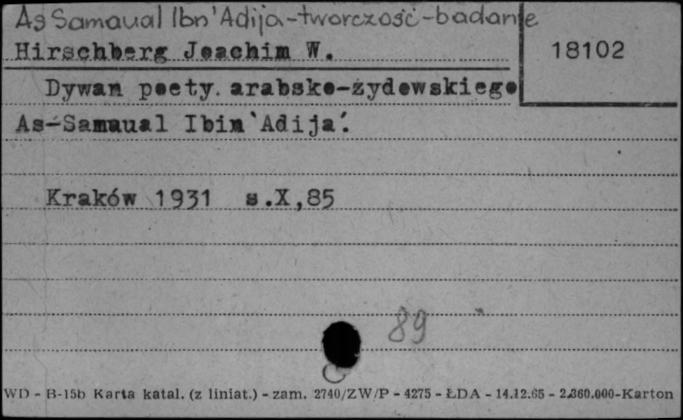 As Samaual Ibn'Adija-tworczość-badanie
Hirschberg Joachim W.
18102
Dywan poety. arabsko-żydowskiego
As-Samaual Ibin'Adija'.
Kraków 1931 s.X,85
89
WD - B-15b Karta katal. (z liniat.) - zam. 2740/ZW/P - 4275 - ŁDA - 14.12.65 - 2.360.000-Karton